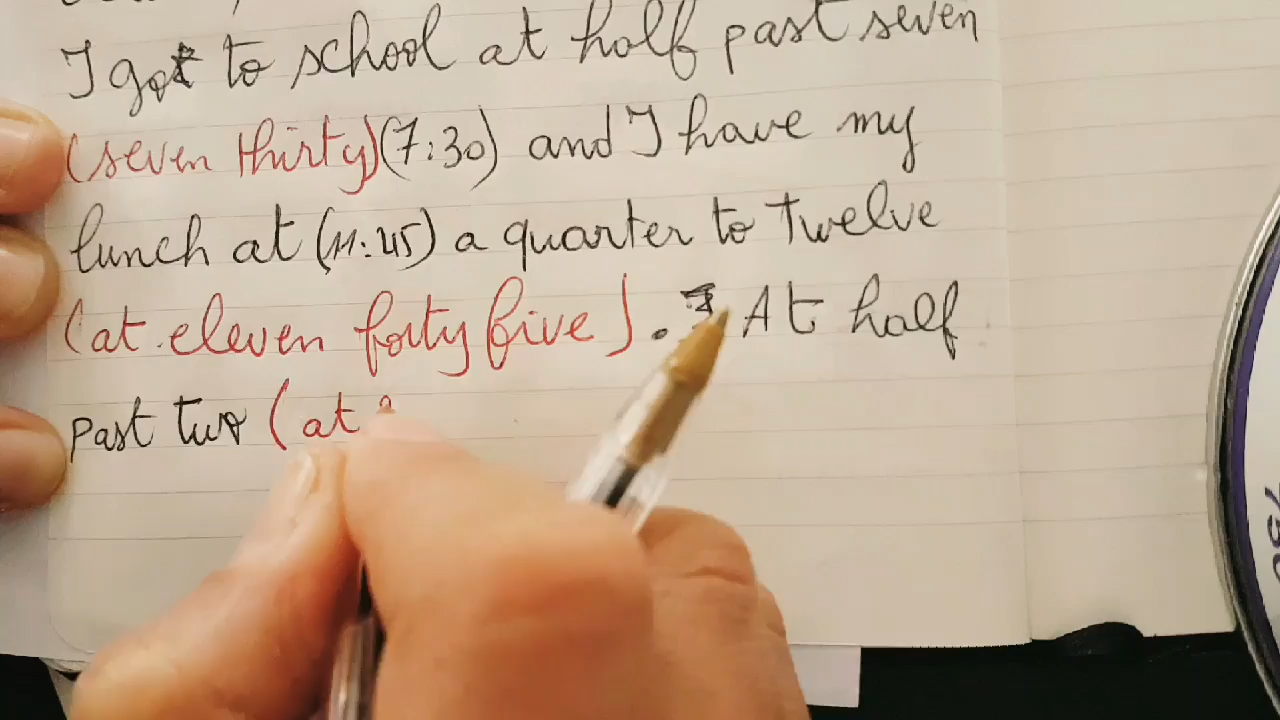 I got to school at half past seven
(seven thirty)(7:30) and I have my
lunch at (11:45) a quarter to twelve
(at eleven forty five). At half
past two (at